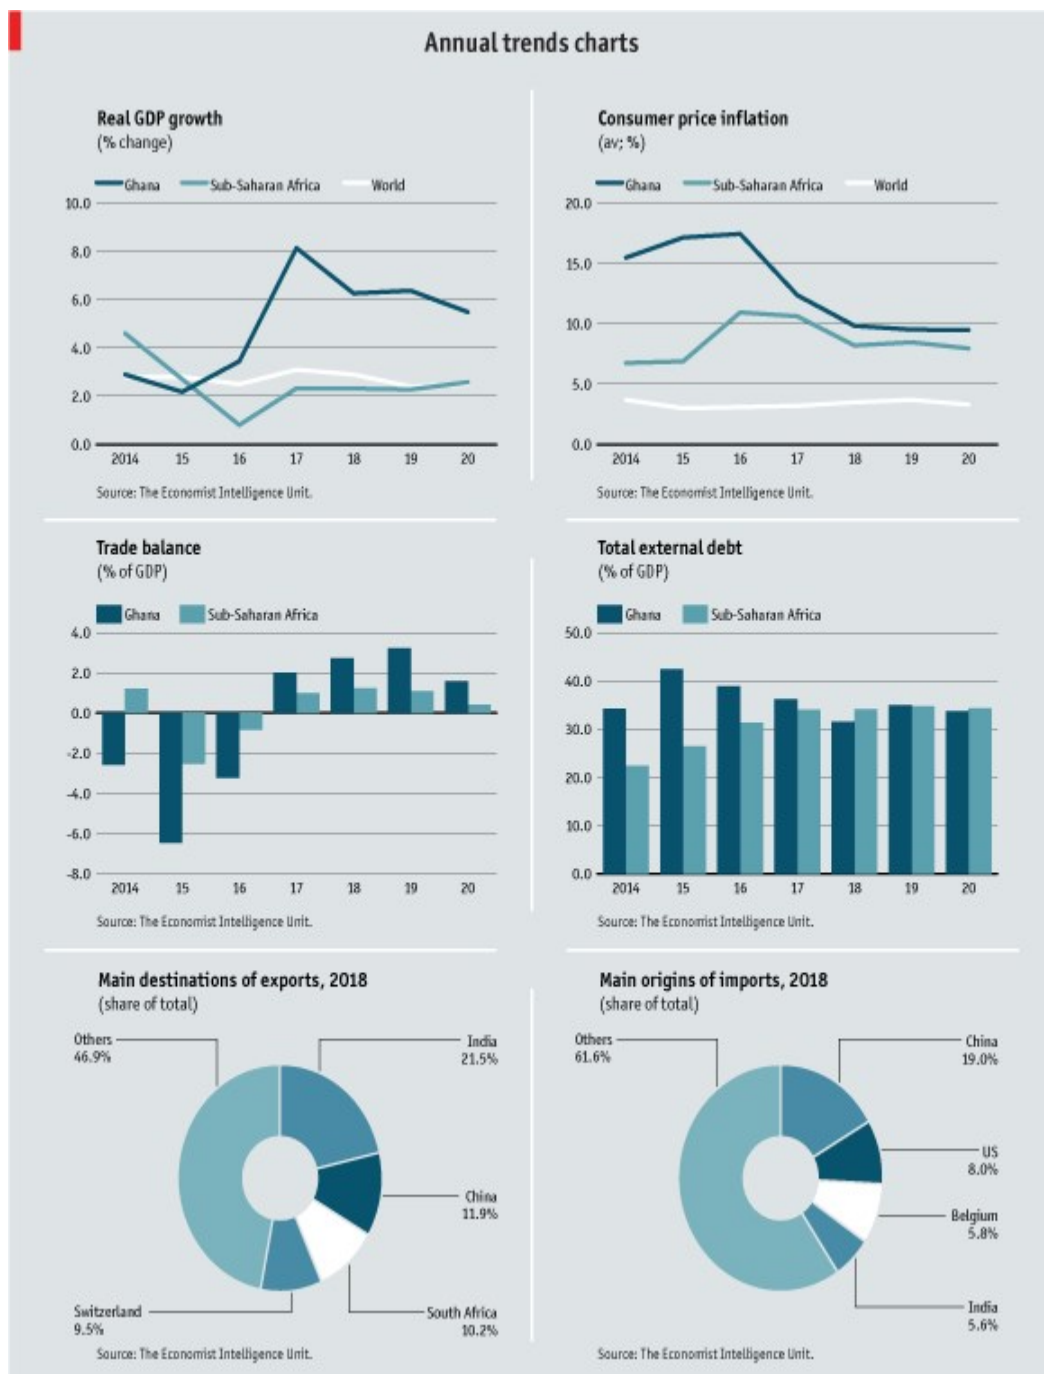 Annual trends charts
Real GDP growth
(% change)
Ghana Sub-Saharan Africa World
10.0
8.0
6.0
4.0
2.0
0.0
2014 15 16 17 18 19 20
Source: The Economist Intelligence Unit.
Consumer price inflation
(av; %)
Ghana Sub-Saharan Africa World
20.0
15.0
10.0
5.0
0.0
2014 15 16 17 18 19 20
Source: The Economist Intelligence Unit.
Trade balance
(% of GDP)
Ghana Sub-Saharan Africa
4.0
2.0
0.0
-2.0
-4.0
-6.0
-8.0
2014 15 16 17 18 19 20
Source: The Economist Intelligence Unit.
Total external debt
(% of GDP)
Ghana Sub-Saharan Africa
50.0
40.0
30.0
20.0
10.0
0.0
2014 15 16 17 18 19 20
Source: The Economist Intelligence Unit.
Main destinations of exports, 2018
(share of total)
Others
46.9%
India
21.5%
China
11.9%
Switzerland
9.5%
South Africa
10.2%
Source: The Economist Intelligence Unit.
Main origins of imports, 2018
(share of total)
Others
61.6%
China
19.0%
US
8.0%
Belgium
5.8%
India
5.6%
Source: The Economist Intelligence Unit.